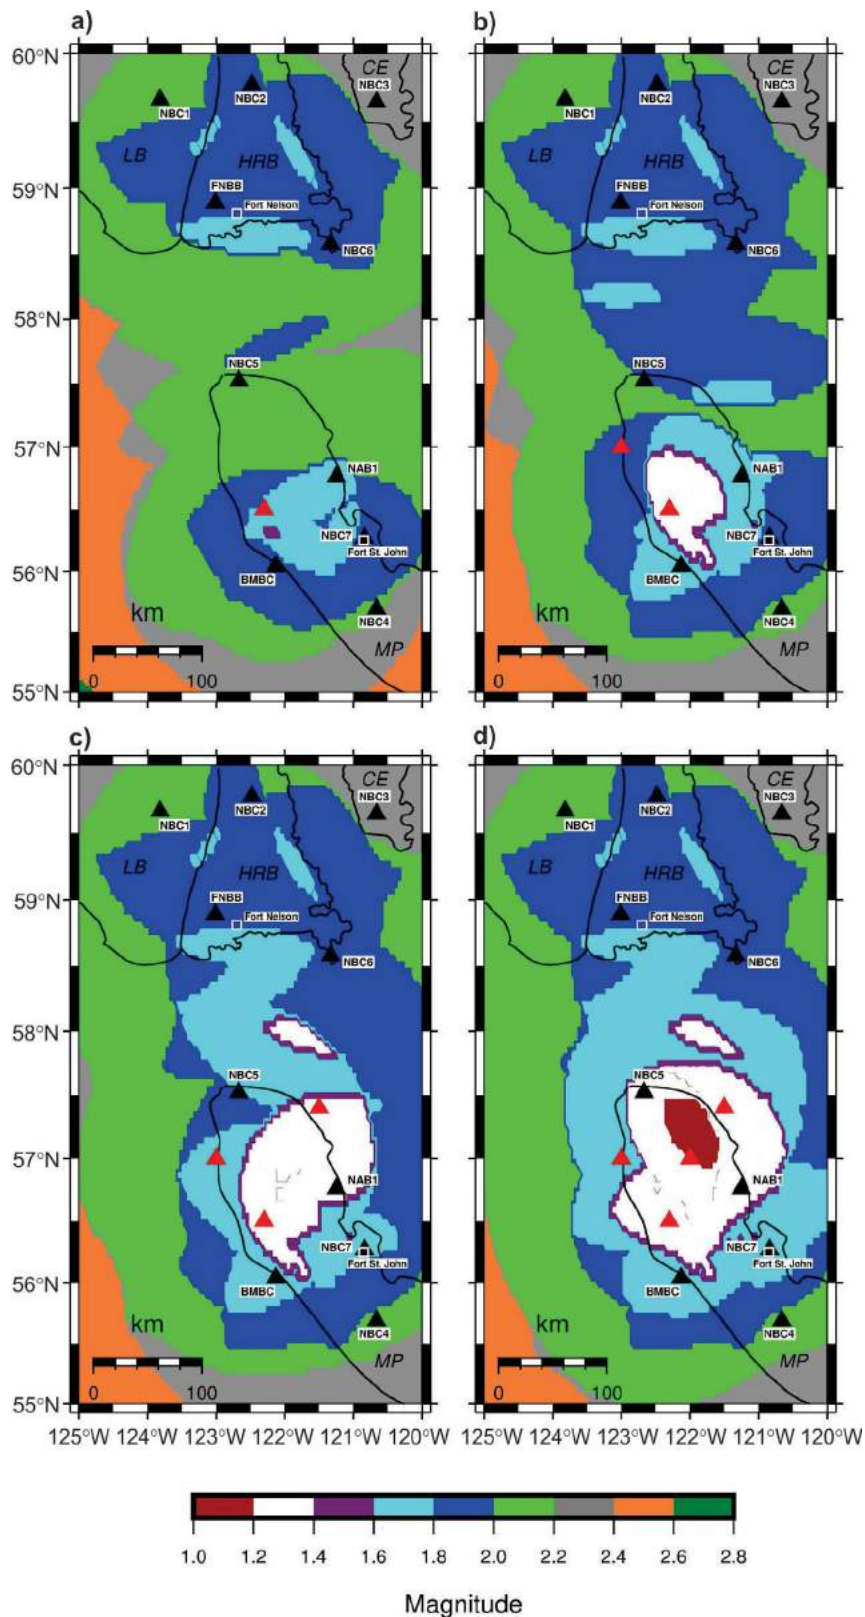 a)
b)
60°N
59°N
58°N
57°N
56°N
55°N
CE
NBC3
NBC2
NBC1
LB
HRB
FNBB
Fort Nelson
NBC6
NBC5
NAB1
NBC7
Fort St. John
BMBC
NBC4
MP
km
0 100
CE
NBC3
NBC2
NBC1
LB
HRB
FNBB
Fort Nelson
NBC6
NBC5
NAB1
NBC7
Fort St. John
BMBC
NBC4
MP
km
0 100
c)
d)
60°N
59°N
58°N
57°N
56°N
55°N
CE
NBC3
NBC2
NBC1
LB
HRB
FNBB
Fort Nelson
NBC6
NBC5
NAB1
NBC7
Fort St. John
BMBC
NBC4
MP
km
0 100
125°W 124°W 123°W 122°W 121°W 120°W
CE
NBC3
NBC2
NBC1
LB
HRB
FNBB
Fort Nelson
NBC6
NBC5
NAB1
NBC7
Fort St. John
BMBC
NBC4
MP
km
0 100
125°W 124°W 123°W 122°W 121°W 120°W
1.0 1.2 1.4 1.6 1.8 2.0 2.2 2.4 2.6 2.8
Magnitude